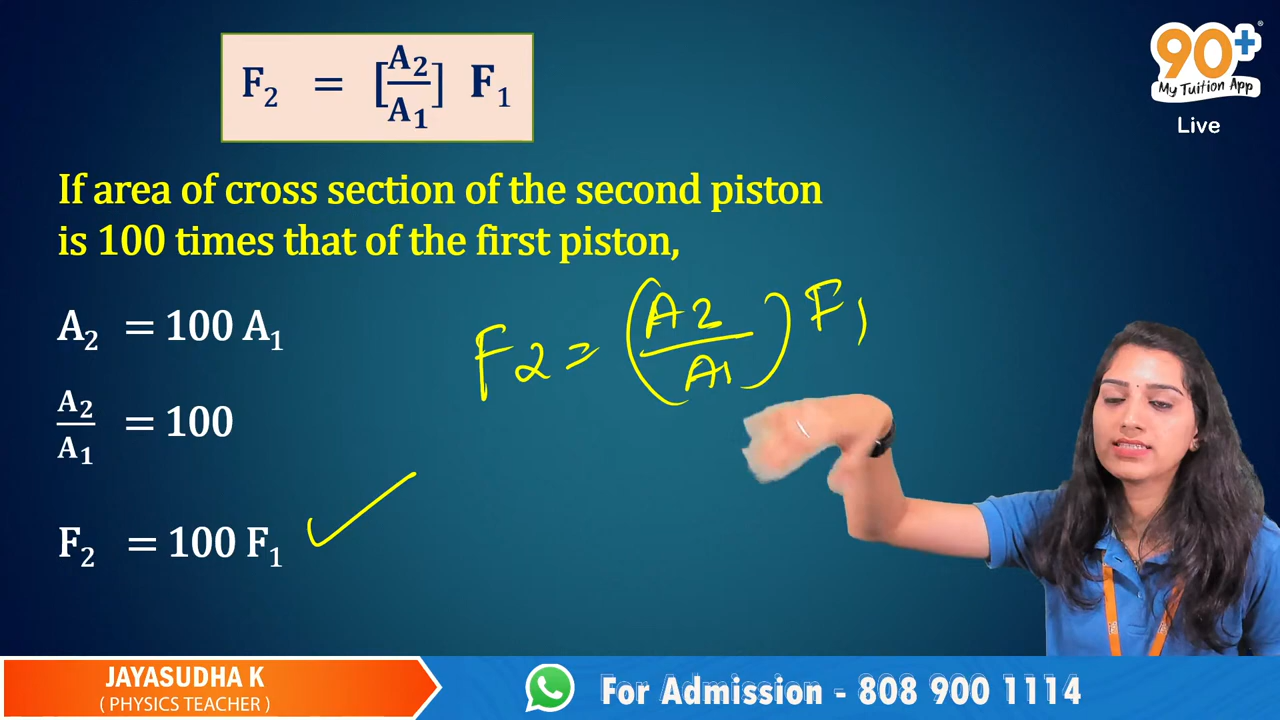 F₂ = [A₂/A₁] F₁
90+
My Tuition App
Live
If area of cross section of the second piston
is 100 times that of the first piston,
A₂ = 100 A₁
F2 = (A2/A1) F1
A₂/A₁ = 100
F₂ = 100 F₁
JAYASUDHA K
( PHYSICS TEACHER )
For Admission - 808 900 1114